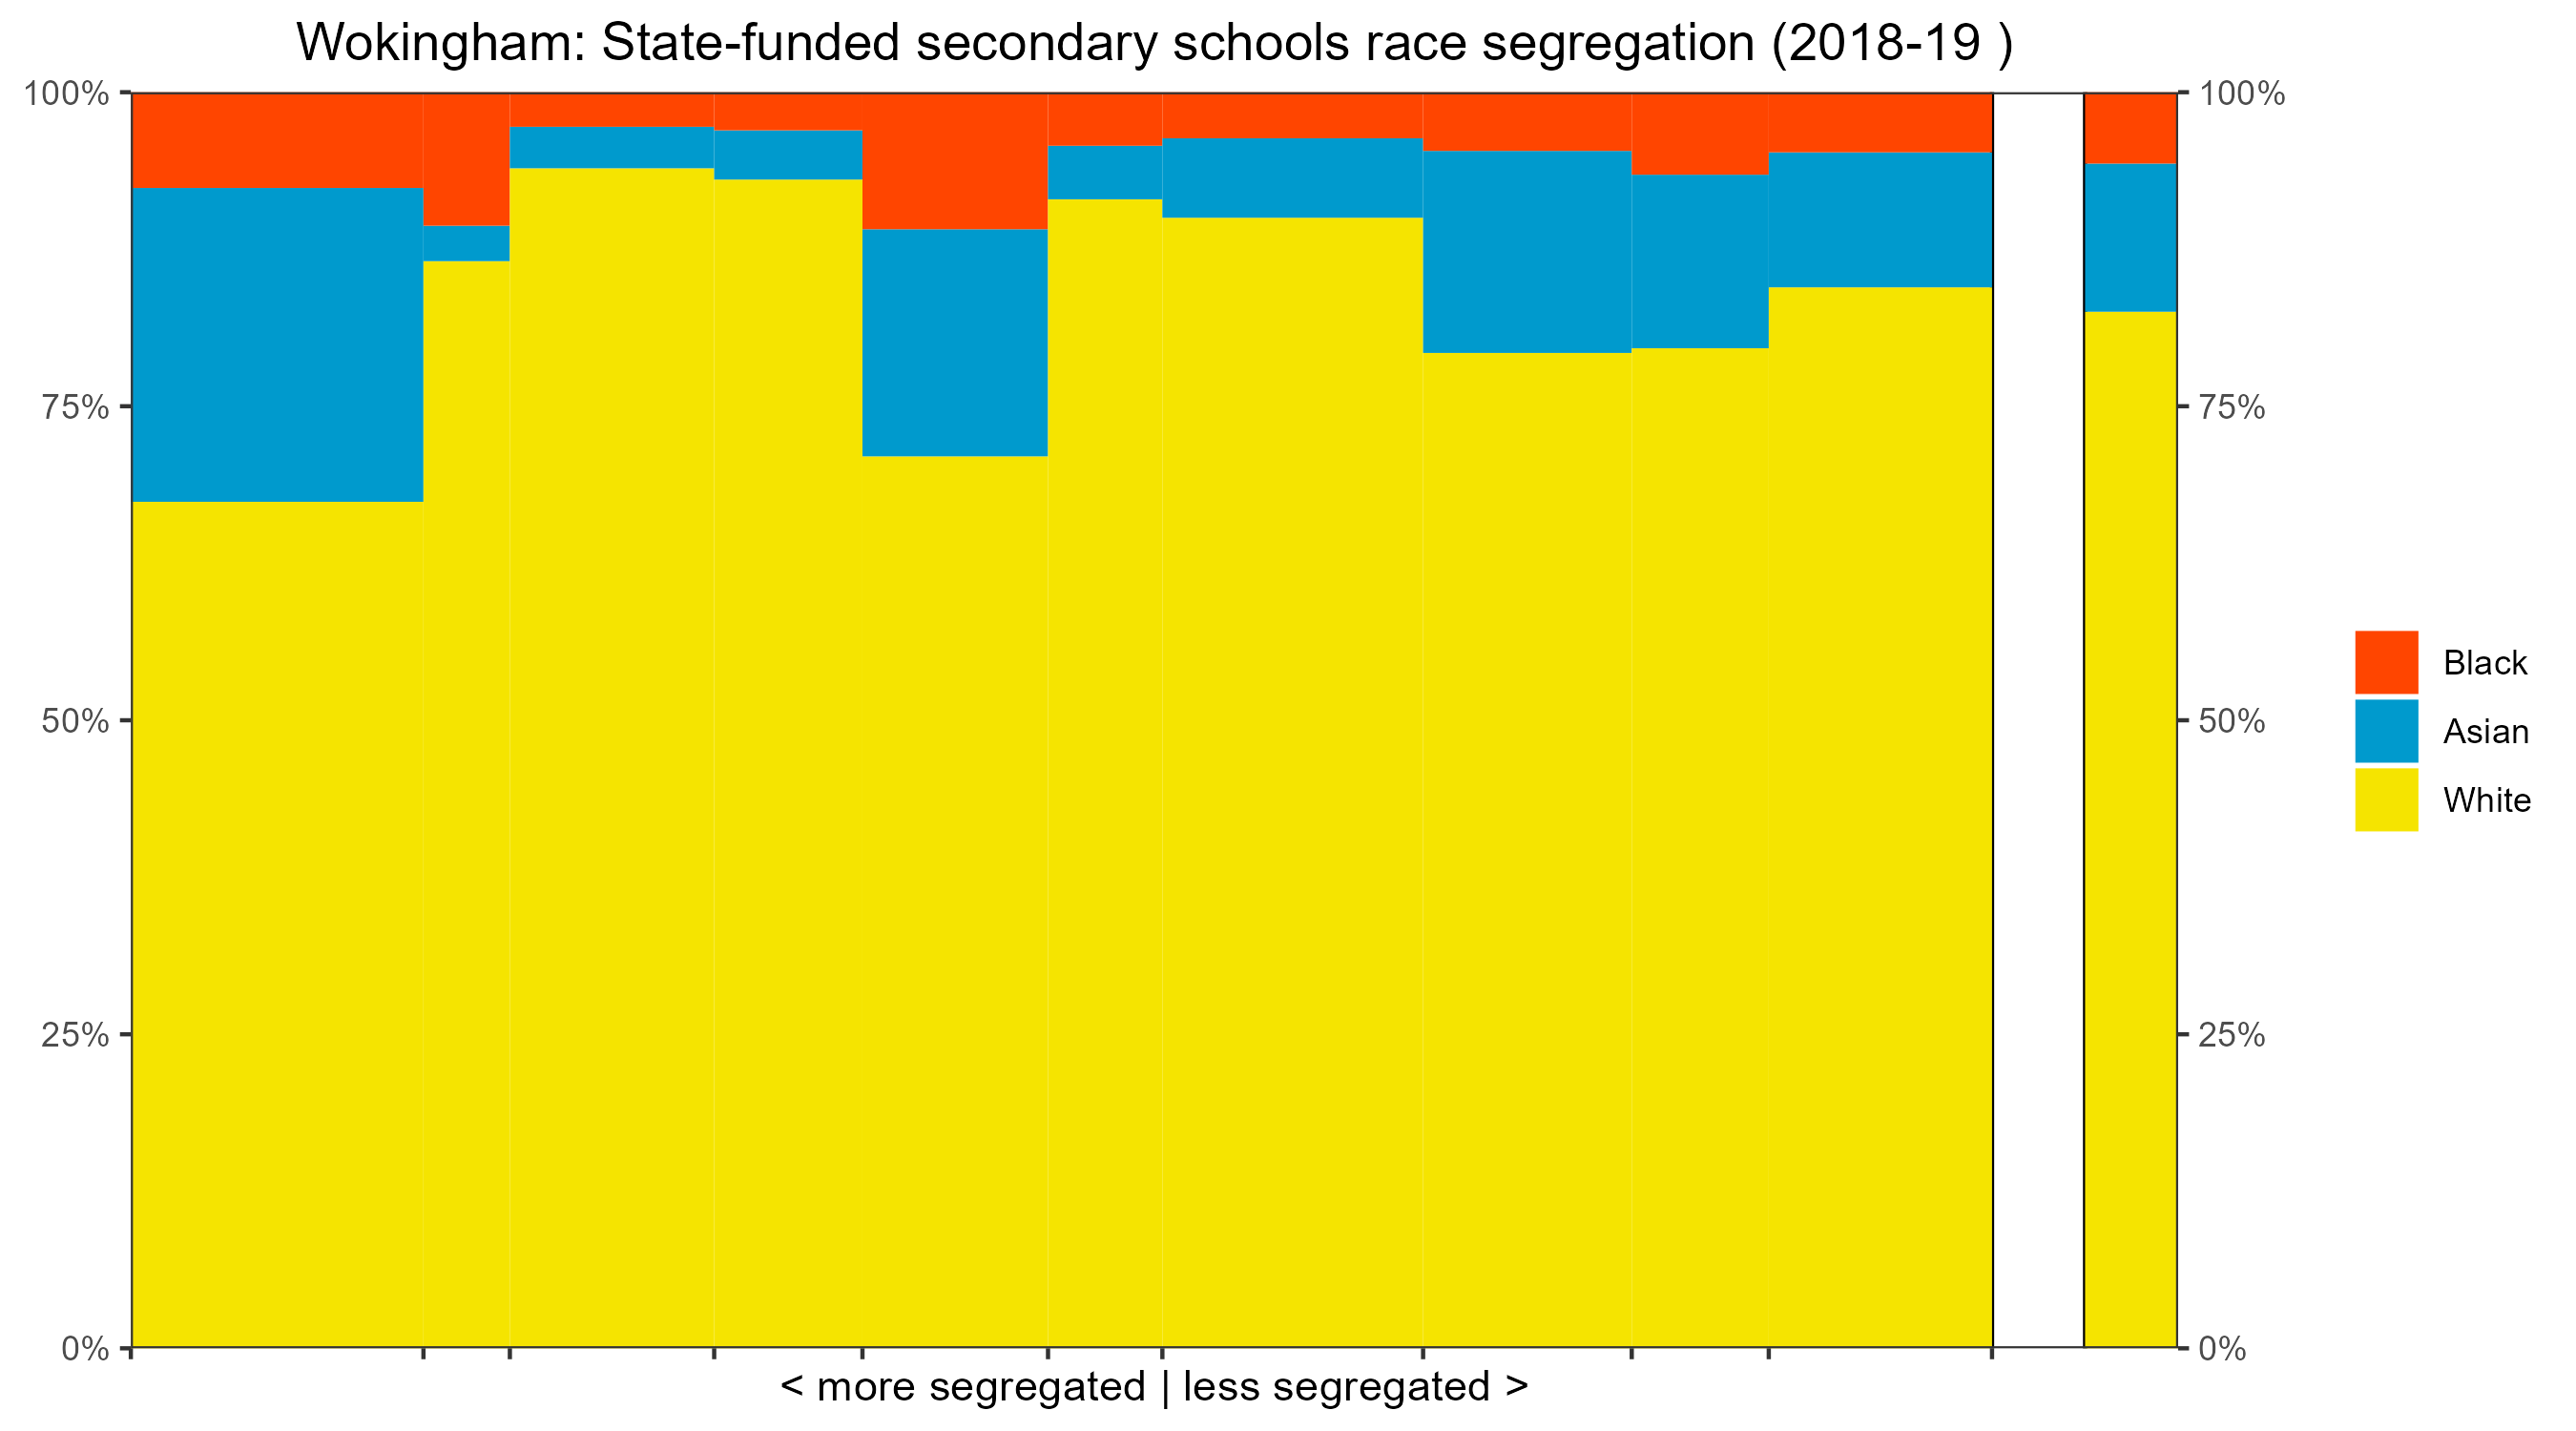 Wokingham: State-funded secondary schools race segregation (2018-19 )
100%
75%
50%
25%
0%
100%
75%
50%
25%
0%
Black
Asian
White
< more segregated | less segregated >